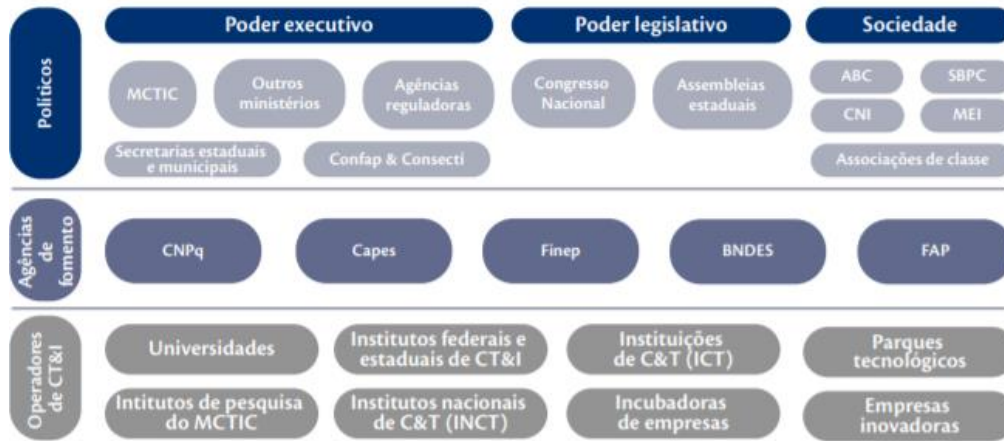 Políticos
Poder executivo
Poder legislativo
Sociedade
MCTIC
Outros
ministérios
Agências
reguladoras
Congresso
Nacional
Assembleias
estaduais
ABC
SBPC
CNI
MEI
Secretarias estaduais
e municipais
Confap & Consecti
Associações de classe
Agências
de
fomento
CNPq
Capes
Finep
BNDES
FAP
Operadores
de CT&I
Universidades
Institutos federais e
estaduais de CT&I
Instituições
de C&T (ICT)
Parques
tecnológicos
Intitutos de pesquisa
do MCTIC
Institutos nacionais
de C&T (INCT)
Incubadoras
de empresas
Empresas
inovadoras